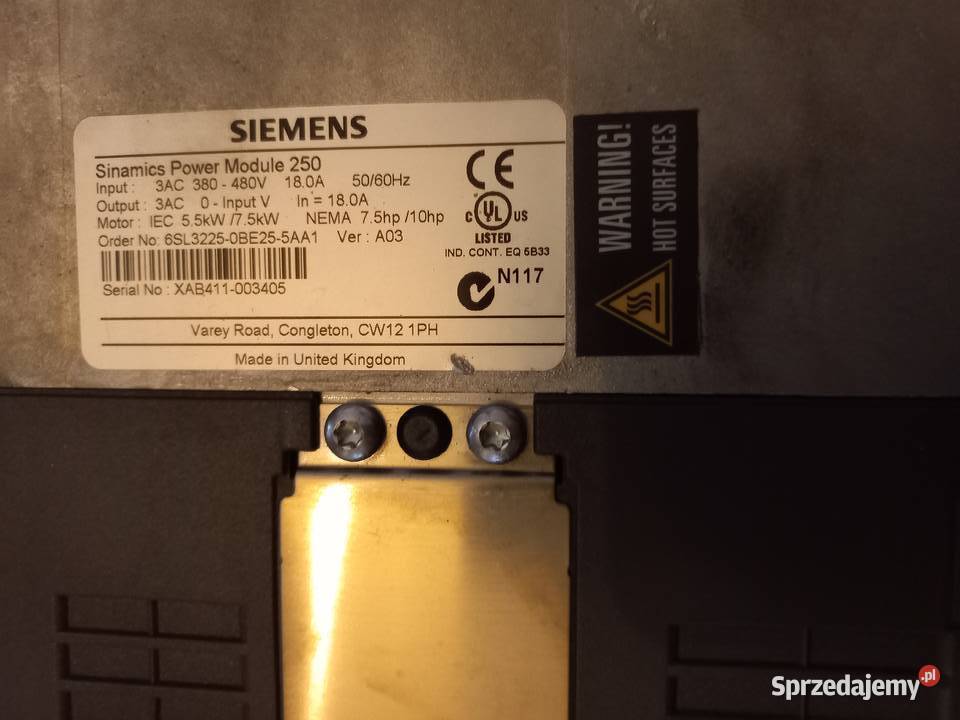 SIEMENS
Sinamics Power Module 250
Input : 3AC 380 - 480V 18.0A 50/60Hz
Output : 3AC 0 - Input V In = 18.0A
Motor : IEC 5.5kW /7.5kW NEMA 7.5hp /10hp
Order No: 6SL3225-0BE25-5AA1 Ver : A03
Serial No : XAB411-003405
CE
C UL US
LISTED
IND. CONT. EQ 5B33
N117
Varey Road, Congleton, CW12 1PH
Made in United Kingdom
WARNING!
HOT SURFACES
Sprzedajemy.pl